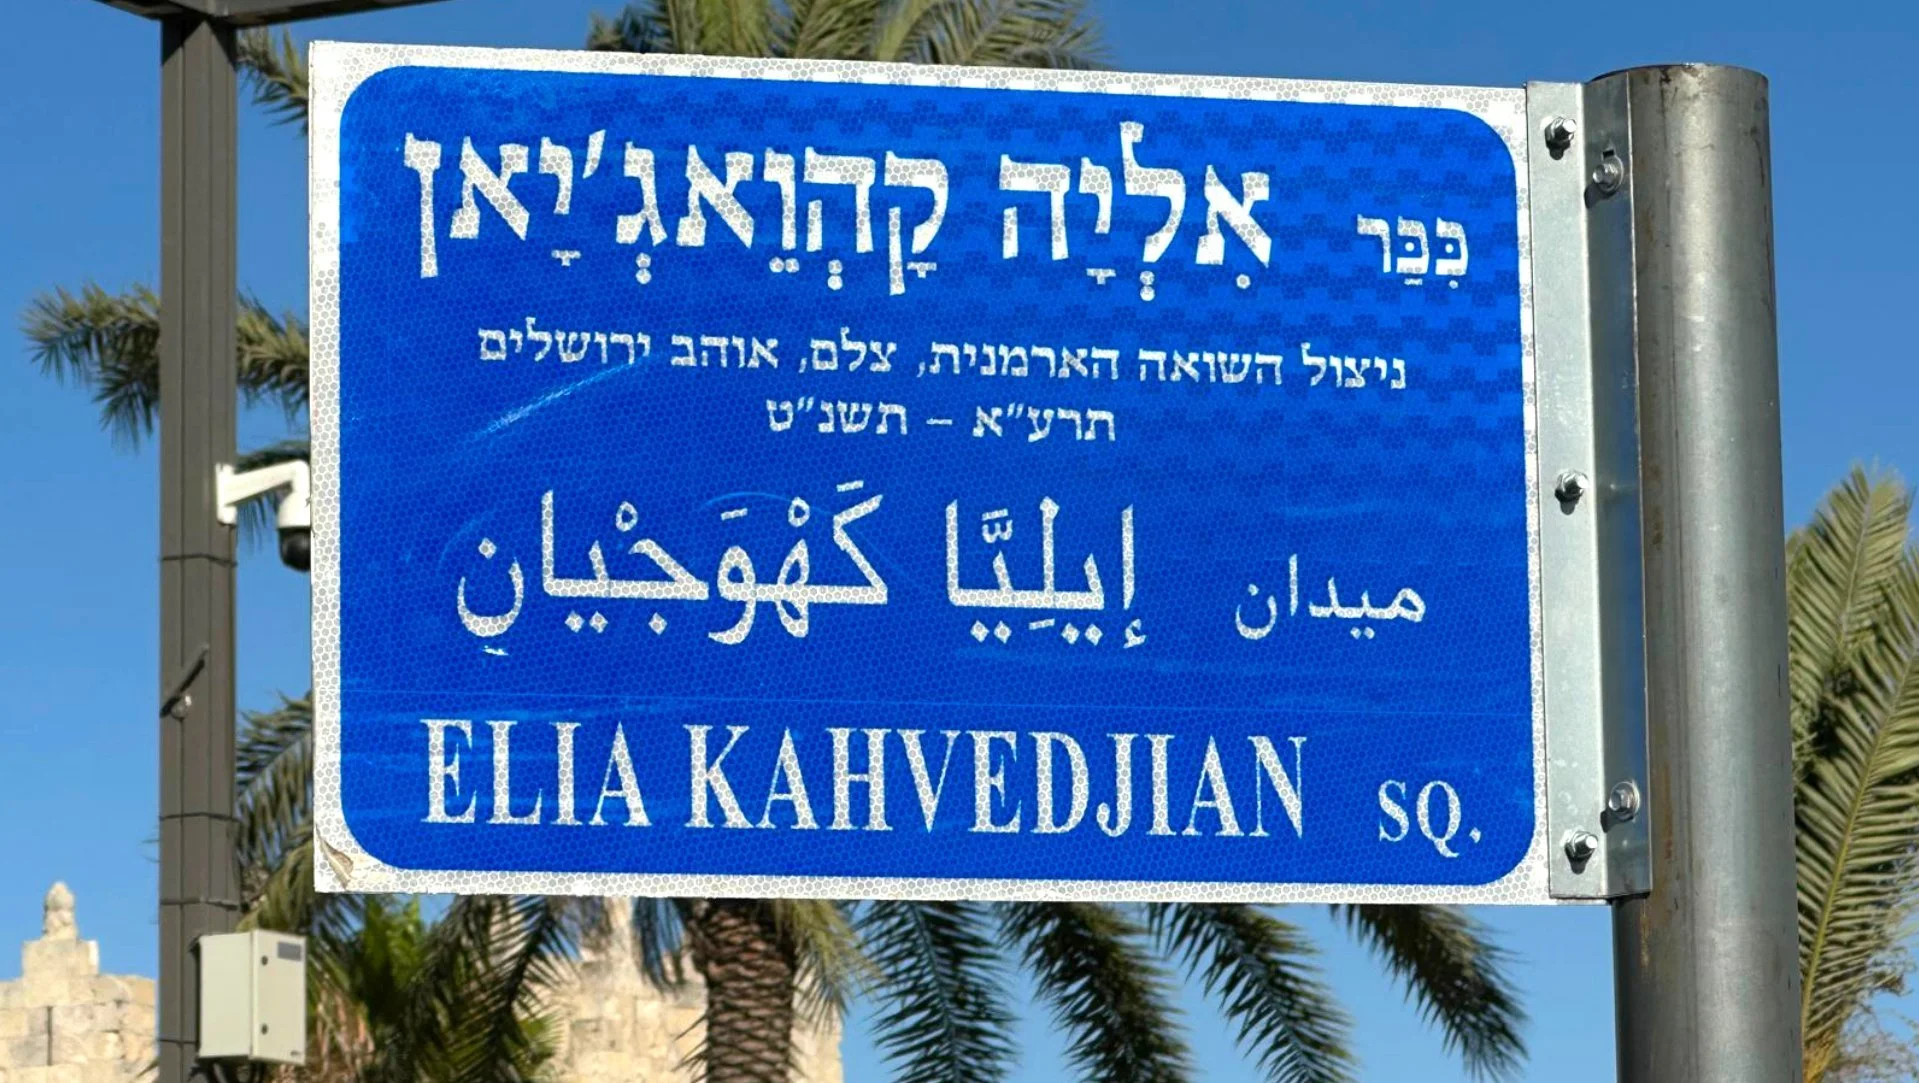 כִּכַּר אִלְיָה קָהְוֵאגְ׳יָאן
ניצול השואה הארמנית, צלם, אוהב ירושלים
תרע״א – תשנ״ט
ميدان إيلِيَّا كَهْوَجْيانِ
ELIA KAHVEDJIAN SQ.